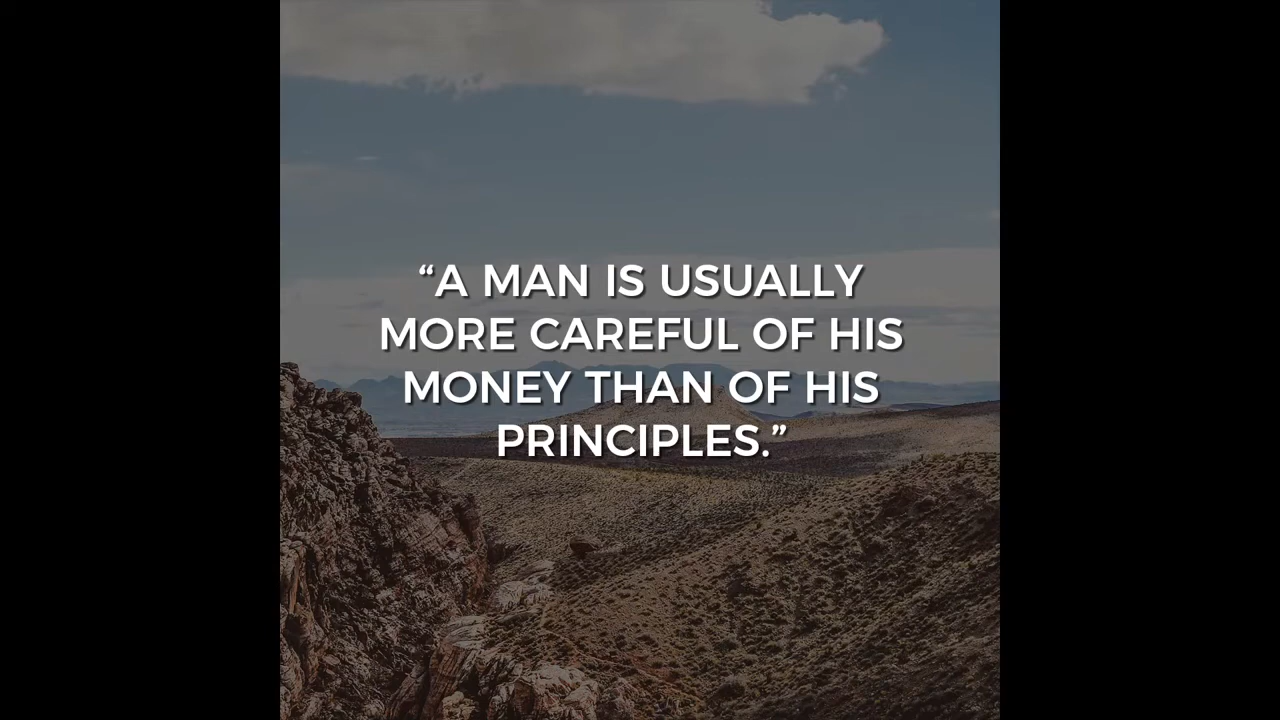 “A MAN IS USUALLY
MORE CAREFUL OF HIS
MONEY THAN OF HIS
PRINCIPLES.”